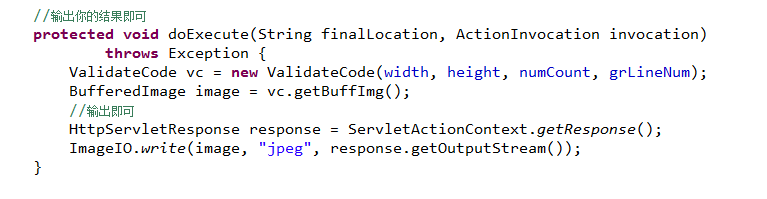 //输出你的结果即可
protected void doExecute(String finalLocation, ActionInvocation invocation)
throws Exception {
ValidateCode vc = new ValidateCode(width, height, numCount, grLineNum);
BufferedImage image = vc.getBuffImg();
//输出即可
HttpServletResponse response = ServletActionContext.getResponse();
ImageIO.write(image, "jpeg", response.getOutputStream());
}